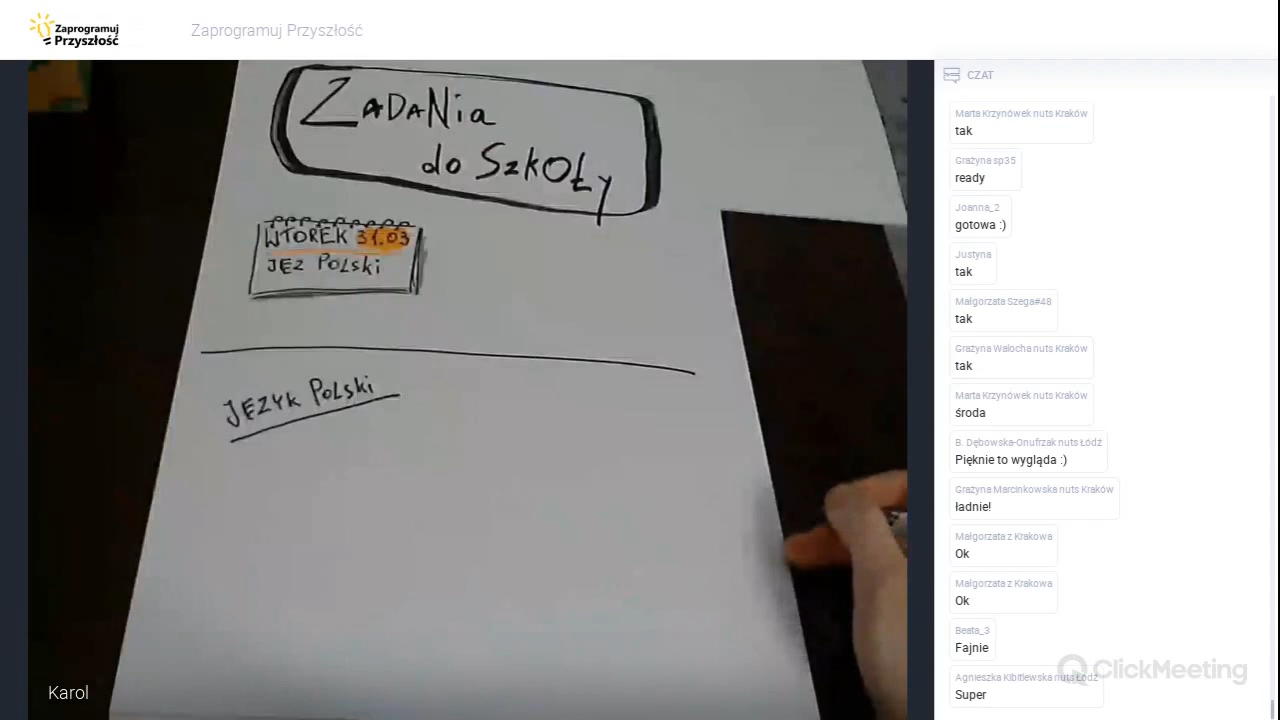 Zaprogramuj
Przyszłość
Zaprogramuj Przyszłość
ZADANiA
do SZKOŁy
WTOREK 31.03
JĘZ POLSki
JĘZYK POLSki
Karol
CZAT
Marta Krzynówek nuts Kraków
tak
Grażyna sp35
ready
Joanna_2
gotowa :)
Justyna
tak
Małgorzata Szega#48
tak
Grażyna Walocha nuts Kraków
tak
Marta Krzynówek nuts Kraków
środa
B. Dębowska-Onufrzak nuts Łódź
Pięknie to wygląda :)
Grażyna Marcinkowska nuts Kraków
ładnie!
Małgorzata z Krakowa
Ok
Małgorzata z Krakowa
Ok
Beata_3
Fajnie
Agnieszka Kibitlewska nuts Łódź
Super
ClickMeeting